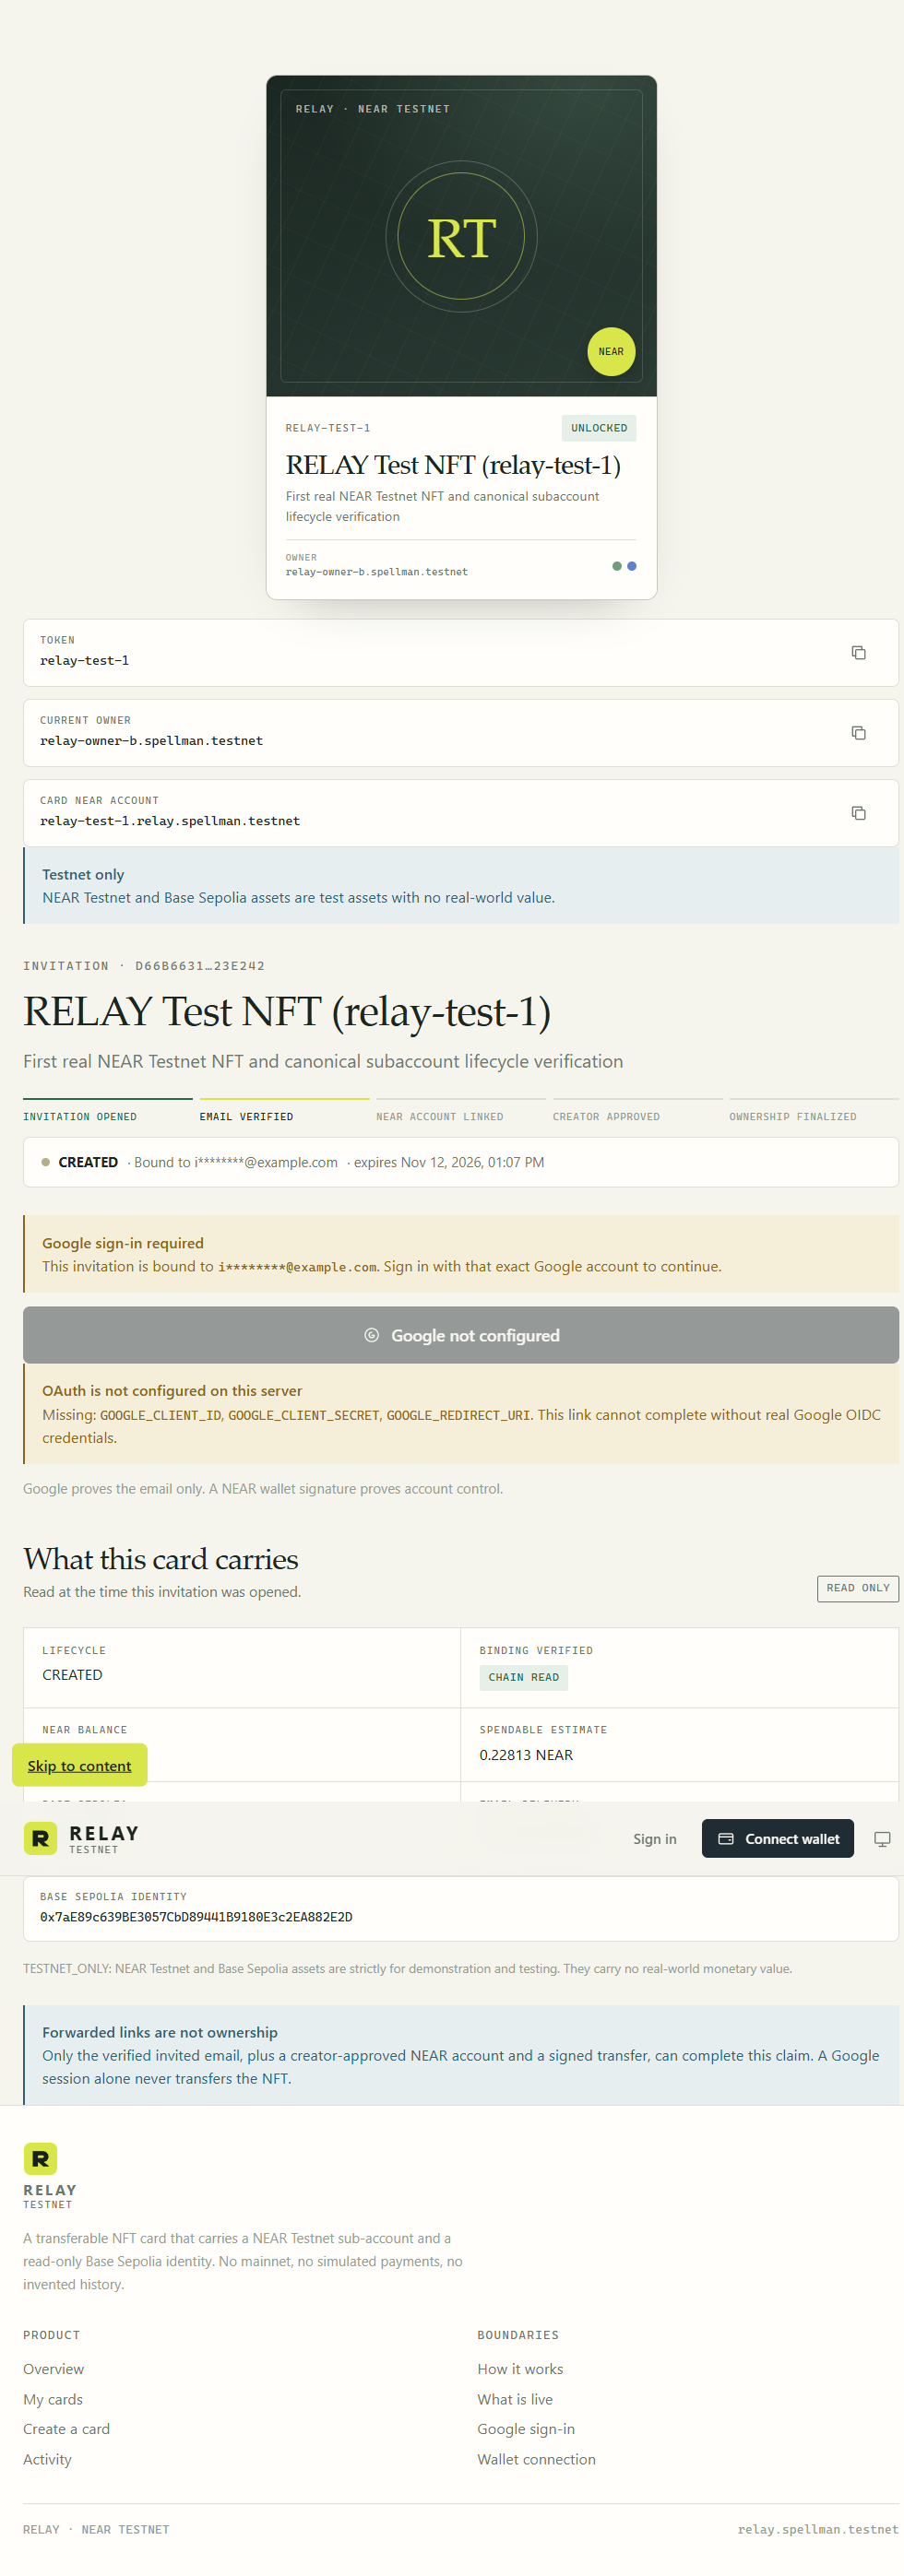 RELAY · NEAR TESTNET
RT
NEAR
RELAY-TEST-1
UNLOCKED
RELAY Test NFT (relay-test-1)
First real NEAR Testnet NFT and canonical subaccount
lifecycle verification
OWNER
relay-owner-b.spellman.testnet
TOKEN
relay-test-1
CURRENT OWNER
relay-owner-b.spellman.testnet
CARD NEAR ACCOUNT
relay-test-1.relay.spellman.testnet
Testnet only
NEAR Testnet and Base Sepolia assets are test assets with no real-world value.
INVITATION · D66B6631…23E242
RELAY Test NFT (relay-test-1)
First real NEAR Testnet NFT and canonical subaccount lifecycle verification
INVITATION OPENED
EMAIL VERIFIED
NEAR ACCOUNT LINKED
CREATOR APPROVED
OWNERSHIP FINALIZED
CREATED · Bound to i********@example.com · expires Nov 12, 2026, 01:07 PM
Google sign-in required
This invitation is bound to i********@example.com. Sign in with that exact Google account to continue.
Google not configured
OAuth is not configured on this server
Missing: GOOGLE_CLIENT_ID, GOOGLE_CLIENT_SECRET, GOOGLE_REDIRECT_URI. This link cannot complete without real Google OIDC
credentials.
Google proves the email only. A NEAR wallet signature proves account control.
What this card carries
Read at the time this invitation was opened.
READ ONLY
LIFECYCLE
CREATED
BINDING VERIFIED
CHAIN READ
NEAR BALANCE
SPENDABLE ESTIMATE
0.22813 NEAR
Skip to content
R
RELAY
TESTNET
Sign in
Connect wallet
BASE SEPOLIA IDENTITY
0x7aE89c639BE3057CbD89441B9180E3c2EA882E2D
TESTNET_ONLY: NEAR Testnet and Base Sepolia assets are strictly for demonstration and testing. They carry no real-world monetary value.
Forwarded links are not ownership
Only the verified invited email, plus a creator-approved NEAR account and a signed transfer, can complete this claim. A Google
session alone never transfers the NFT.
R
RELAY
TESTNET
A transferable NFT card that carries a NEAR Testnet sub-account and a
read-only Base Sepolia identity. No mainnet, no simulated payments, no
invented history.
PRODUCT
Overview
My cards
Create a card
Activity
BOUNDARIES
How it works
What is live
Google sign-in
Wallet connection
RELAY · NEAR TESTNET
relay.spellman.testnet